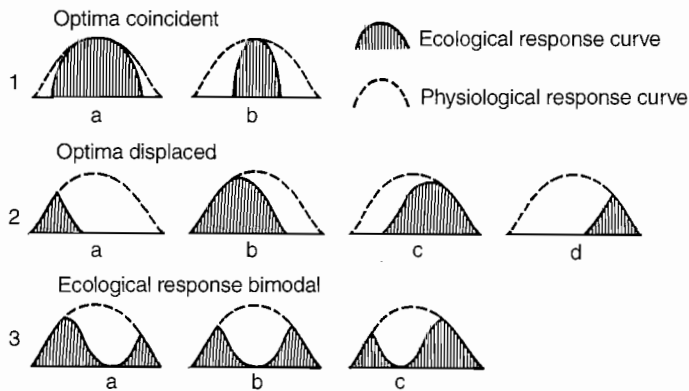 Optima coincident
Ecological response curve
1
a b
Physiological response curve
Optima displaced
2
a b c d
Ecological response bimodal
3
a b c